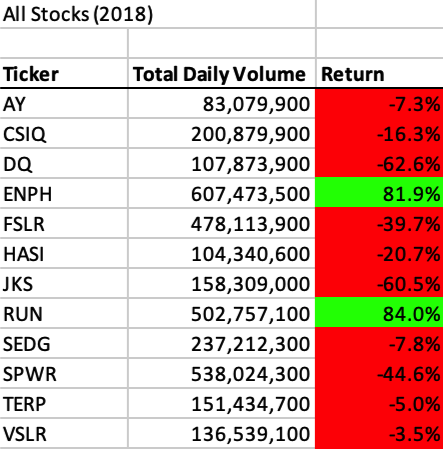 All Stocks (2018)
Ticker Total Daily Volume Return
AY 83,079,900 -7.3%
CSIQ 200,879,900 -16.3%
DQ 107,873,900 -62.6%
ENPH 607,473,500 81.9%
FSLR 478,113,900 -39.7%
HASI 104,340,600 -20.7%
JKS 158,309,000 -60.5%
RUN 502,757,100 84.0%
SEDG 237,212,300 -7.8%
SPWR 538,024,300 -44.6%
TERP 151,434,700 -5.0%
VSLR 136,539,100 -3.5%